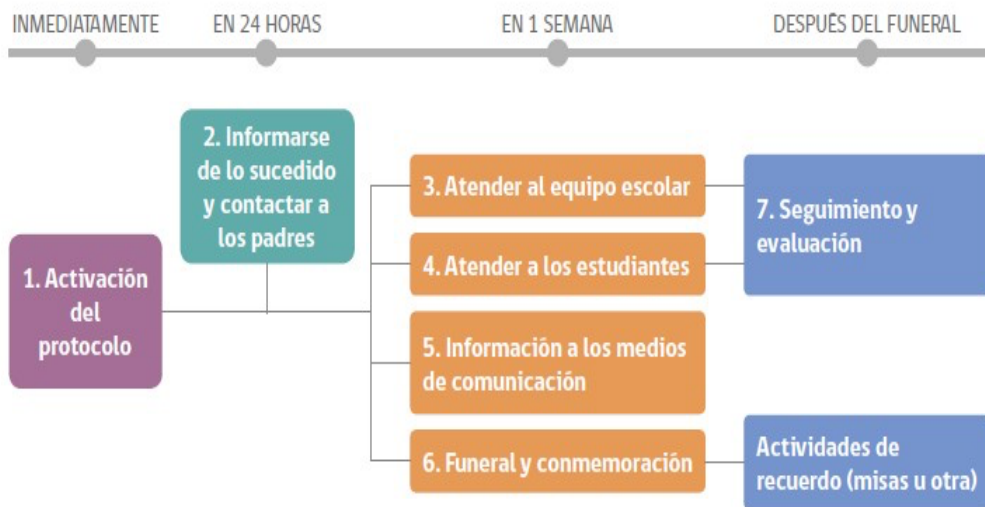 INMEDIATAMENTE
EN 24 HORAS
EN 1 SEMANA
DESPUÉS DEL FUNERAL
1. Activación
del
protocolo
2. Informarse
de lo sucedido
y contactar a
los padres
3. Atender al equipo escolar
4. Atender a los estudiantes
5. Información a los medios
de comunicación
6. Funeral y conmemoración
7. Seguimiento y
evaluación
Actividades de
recuerdo (misas u otra)